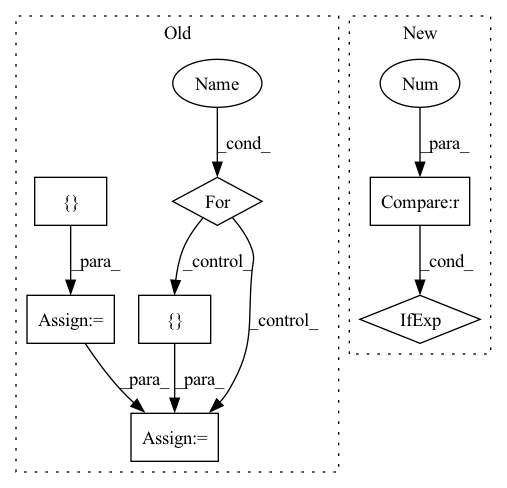 Old
New
Name
Num
_cond_
_para_
{}
For
Compare:r
_para_
_control_
_cond_
Assign:=
{}
_control_
IfExp
_para_
_para_
Assign:=